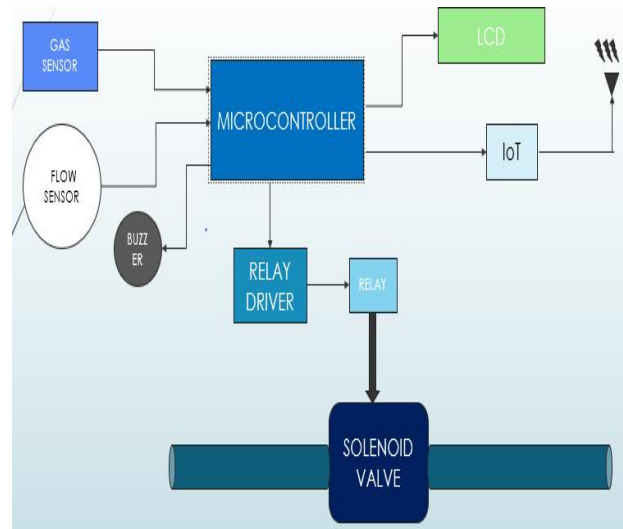 GAS
SENSOR
LCD
MICROCONTROLLER
IoT
FLOW
SENSOR
BUZZ
ER
RELAY
DRIVER
RELAY
SOLENOID
VALVE